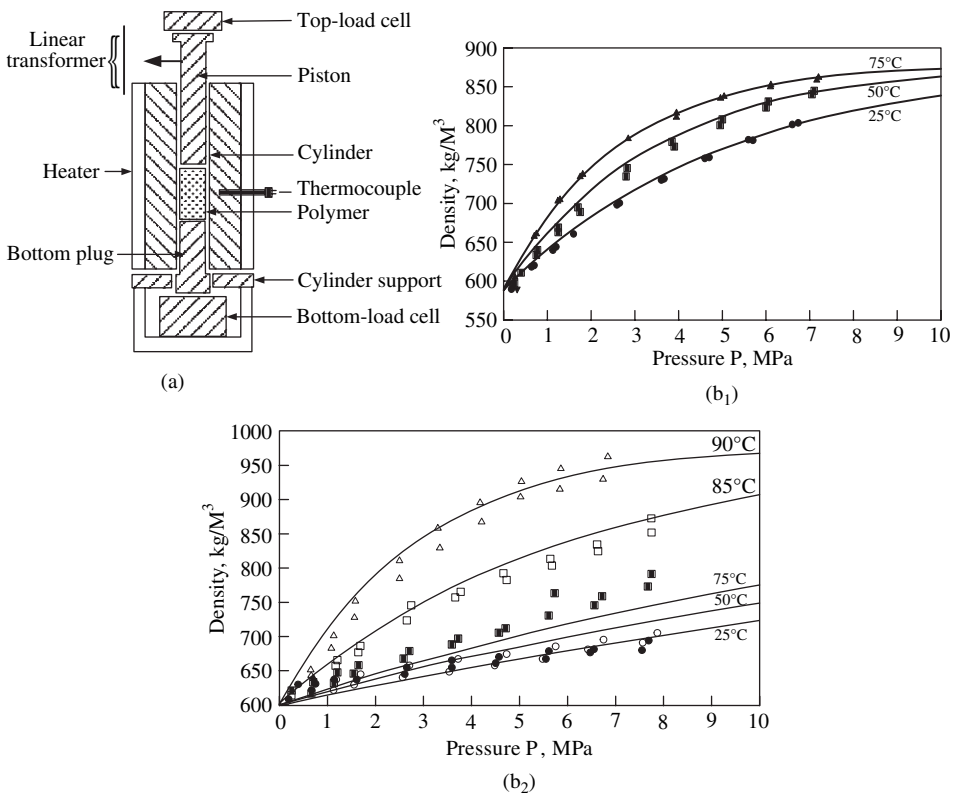 (a)
Top-load cell
Linear
transformer
Piston
Cylinder
Heater
Thermocouple
Polymer
Bottom plug
Cylinder support
Bottom-load cell
(a)
900
850
800
750
700
650
600
550
Density, kg/M³
75°C
50°C
25°C
0 1 2 3 4 5 6 7 8 9 10
Pressure P, MPa
(b₁)
1000
950
900
850
800
750
700
650
600
Density, kg/M³
90°C
85°C
75°C
50°C
25°C
0 1 2 3 4 5 6 7 8 9 10
Pressure P, MPa
(b₂)